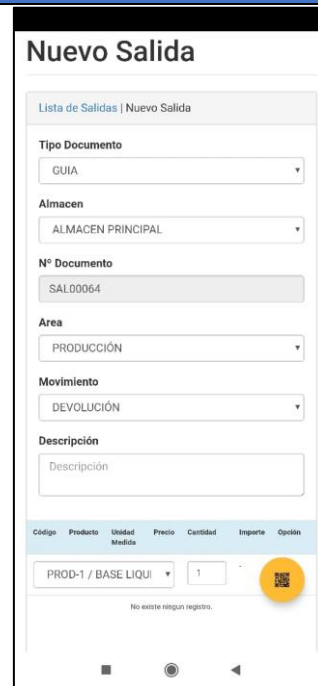 Nuevo Salida
Lista de Salidas | Nuevo Salida
Tipo Documento
GUIA
Almacen
ALMACEN PRINCIPAL
Nº Documento
SAL00064
Area
PRODUCCIÓN
Movimiento
DEVOLUCIÓN
Descripción
Descripción
Código Producto Unidad Medida Precio Cantidad Importe Opción
PROD-1 / BASE LIQUI 1 -
No existe ningun registro.